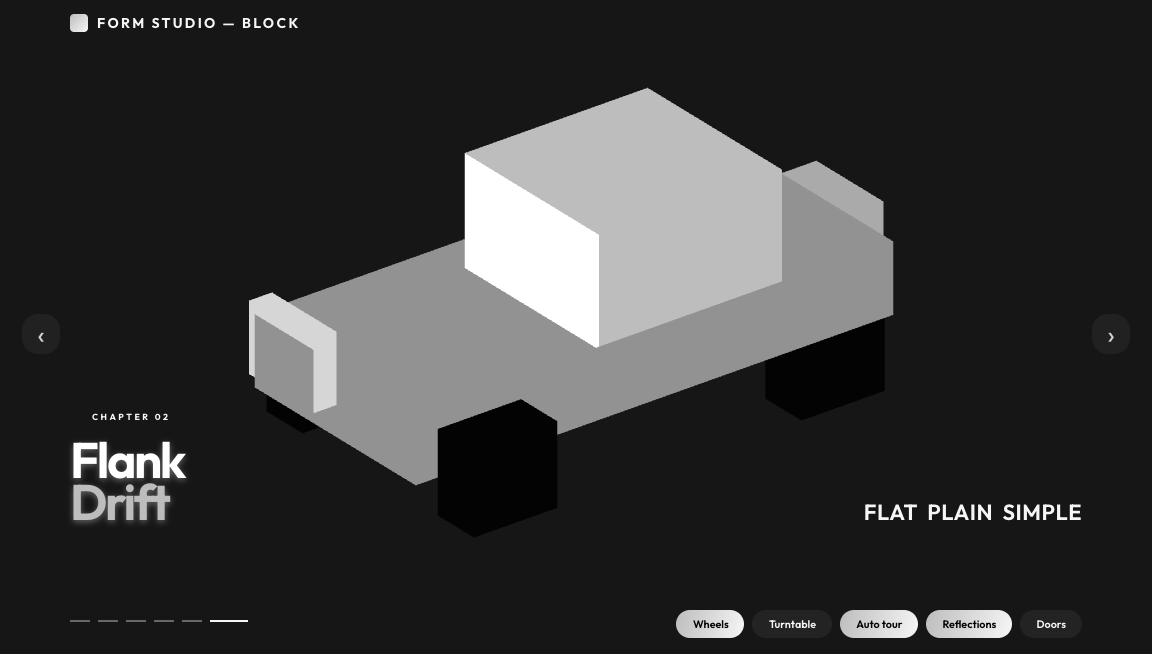 FORM STUDIO — BLOCK
‹
›
CHAPTER 02
Flank
Drift
FLAT PLAIN SIMPLE
Wheels
Turntable
Auto tour
Reflections
Doors